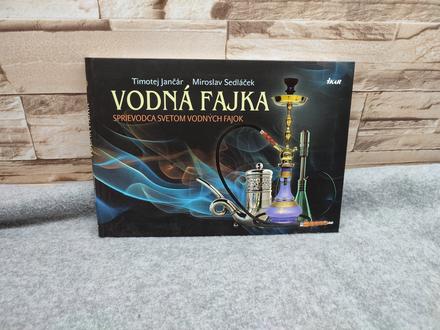 Timotej Jančár Miroslav Sedláček
IKAR
VODNÁ FAJKA
SPRIEVODCA SVETOM VODNÝCH FAJOK